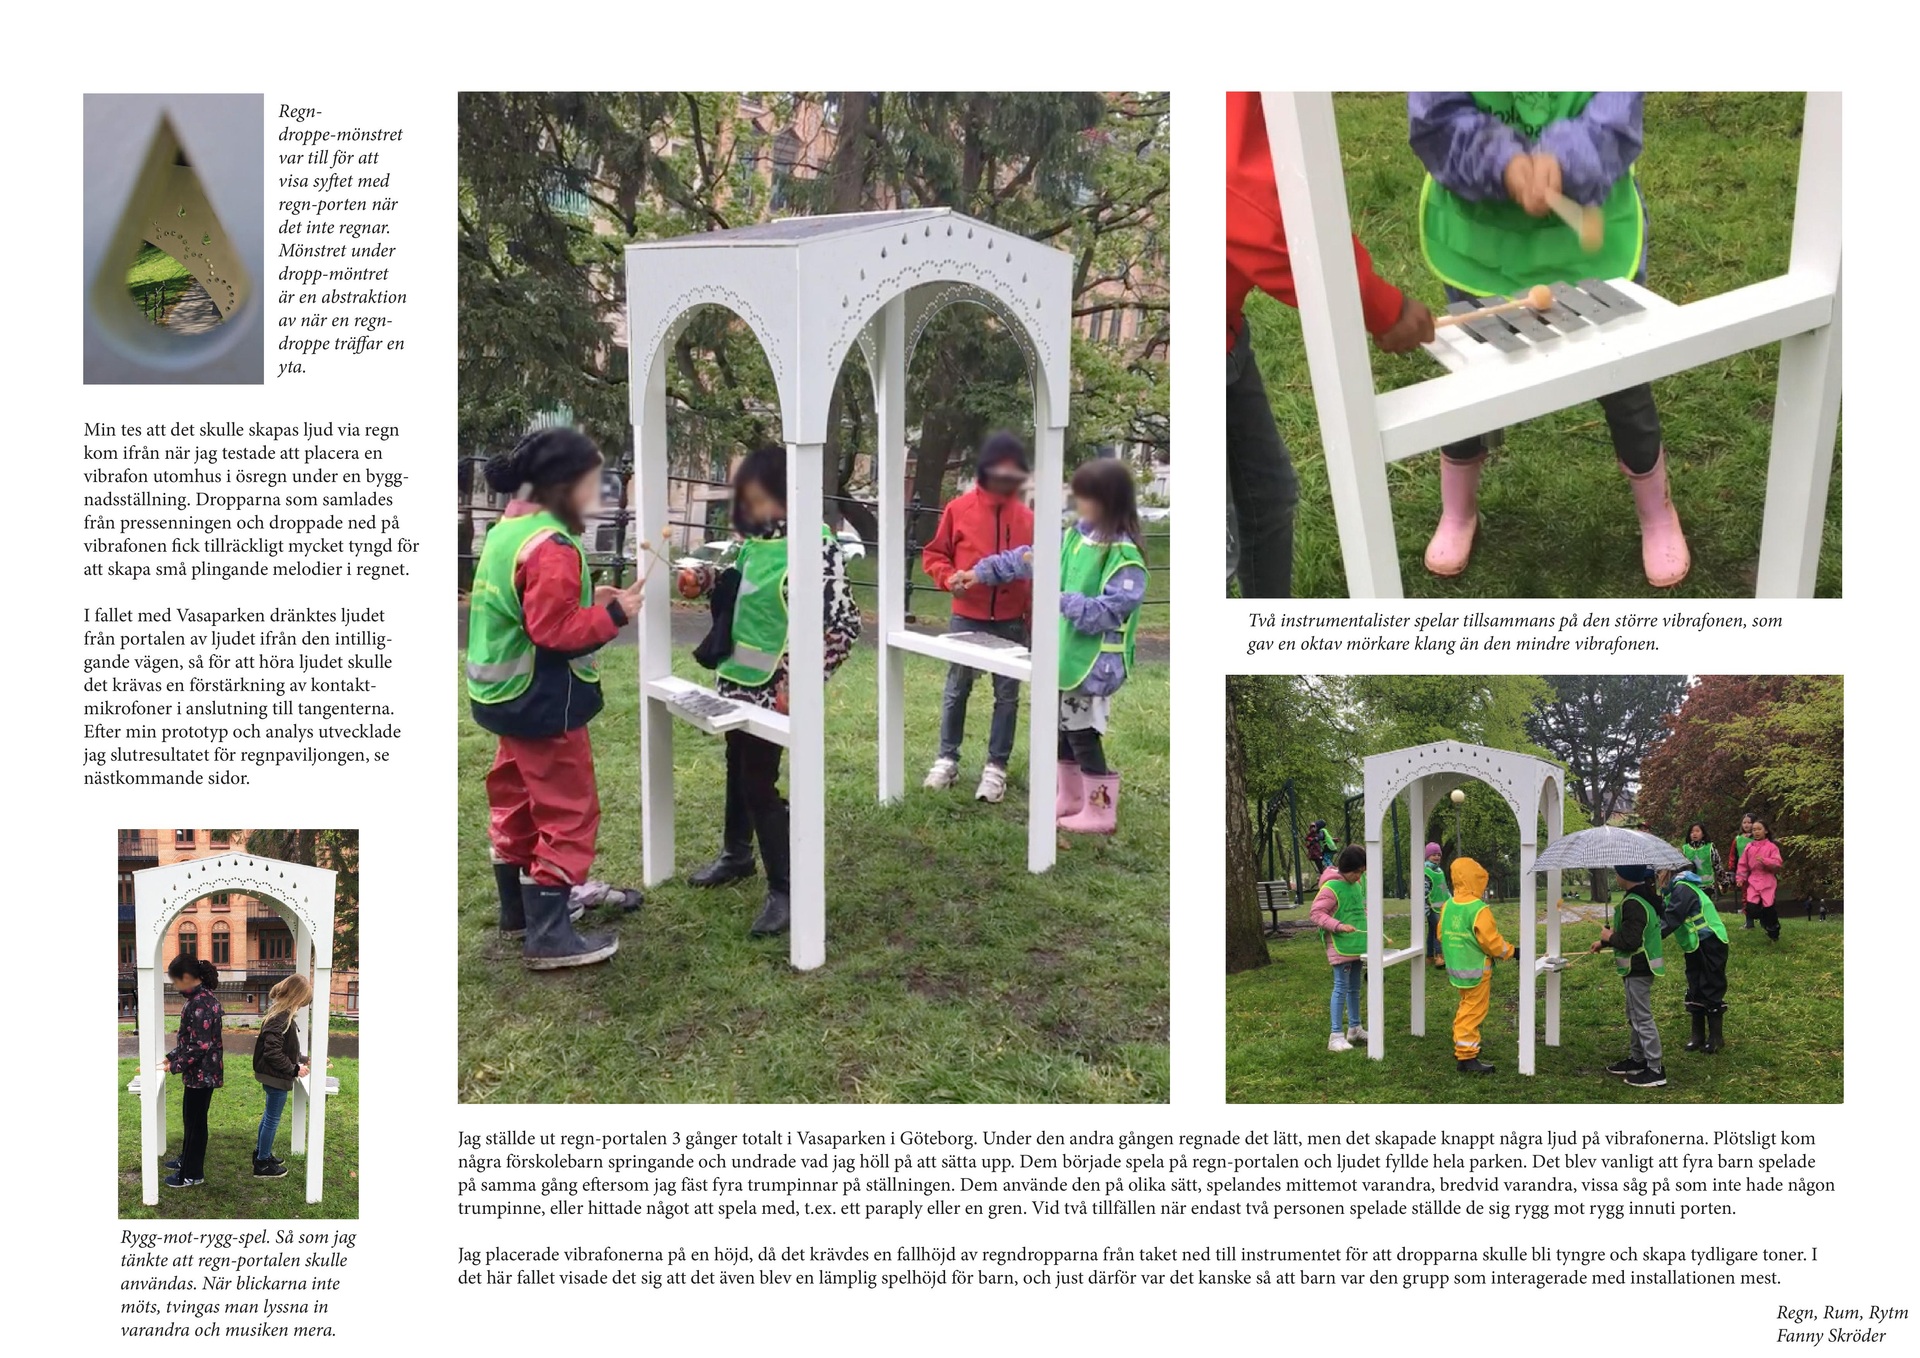 Regn-
droppe-mönstret
var till för att
visa syftet med
regn-porten när
det inte regnar.
Mönstret under
dropp-möntret
är en abstraktion
av när en regn-
droppe träffar en
yta.
Min tes att det skulle skapas ljud via regn
kom ifrån när jag testade att placera en
vibrafon utomhus i ösregn under en bygg-
nadsställning. Dropparna som samlades
från pressenningen och droppade ned på
vibrafonen fick tillräckligt mycket tyngd för
att skapa små plingande melodier i regnet.
I fallet med Vasaparken dränktes ljudet
från portalen av ljudet ifrån den intillig-
gande vägen, så för att höra ljudet skulle
det krävas en förstärkning av kontakt-
mikrofoner i anslutning till tangenterna.
Efter min prototyp och analys utvecklade
jag slutresultatet för regnpaviljongen, se
nästkommande sidor.
Rygg-mot-rygg-spel. Så som jag
tänkte att regn-portalen skulle
användas. När blickarna inte
möts, tvingas man lyssna in
varandra och musiken mera.
Två instrumentalister spelar tillsammans på den större vibrafonen, som
gav en oktav mörkare klang än den mindre vibrafonen.
Jag ställde ut regn-portalen 3 gånger totalt i Vasaparken i Göteborg. Under den andra gången regnade det lätt, men det skapade knappt några ljud på vibrafonerna. Plötsligt kom
några förskolebarn springande och undrade vad jag höll på att sätta upp. Dem började spela på regn-portalen och ljudet fyllde hela parken. Det blev vanligt att fyra barn spelade
på samma gång eftersom jag fäst fyra trumpinnar på ställningen. Dem använde den på olika sätt, spelandes mittemot varandra, bredvid varandra, vissa såg på som inte hade någon
trumpinne, eller hittade något att spela med, t.ex. ett paraply eller en gren. Vid två tillfällen när endast två personen spelade ställde de sig rygg mot rygg innuti porten.
Jag placerade vibrafonerna på en höjd, då det krävdes en fallhöjd av regndropparna från taket ned till instrumentet för att dropparna skulle bli tyngre och skapa tydligare toner. I
det här fallet visade det sig att det även blev en lämplig spelhöjd för barn, och just därför var det kanske så att barn var den grupp som interagerade med installationen mest.
Regn, Rum, Rytm
Fanny Skröder